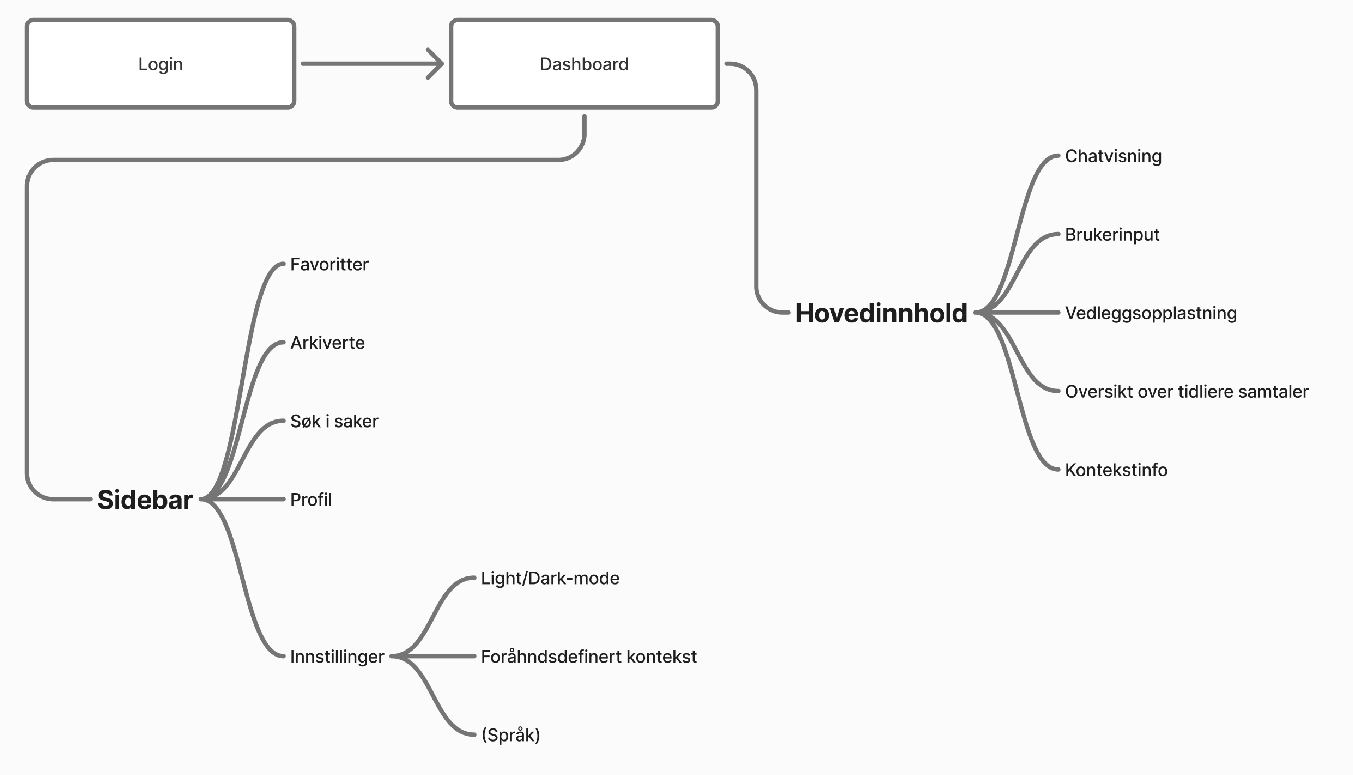 Login
Dashboard
Chatvisning
Brukerinput
Hovedinnhold
Vedleggsopplastning
Oversikt over tidliere samtaler
Kontekstinfo
Favoritter
Arkiverte
Søk i saker
Sidebar
Profil
Innstillinger
Light/Dark-mode
Foråhndsdefinert kontekst
(Språk)